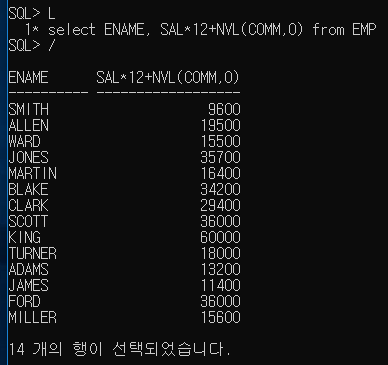 SQL> L
  1* select ENAME, SAL*12+NVL(COMM,0) from EMP
SQL> /

ENAME      SAL*12+NVL(COMM,0)
---------- ------------------
SMITH                    9600
ALLEN                   19500
WARD                    15500
JONES                   35700
MARTIN                  16400
BLAKE                   34200
CLARK                   29400
SCOTT                   36000
KING                    60000
TURNER                  18000
ADAMS                   13200
JAMES                   11400
FORD                    36000
MILLER                  15600

14 개의 행이 선택되었습니다.